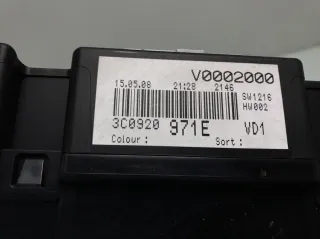 V0002000
15.05.08 21:28 2146
SW1216
HW002
3C0920 971E VD1
Colour : Sort :